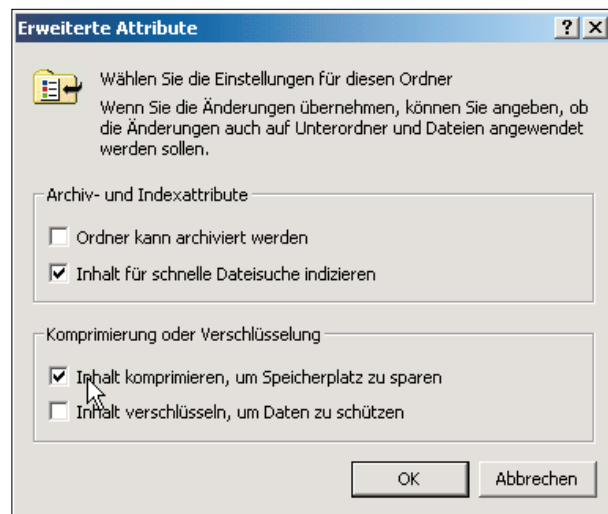 Erweiterte Attribute
Wählen Sie die Einstellungen für diesen Ordner
Wenn Sie die Änderungen übernehmen, können Sie angeben, ob
die Änderungen auch auf Unterordner und Dateien angewendet
werden sollen.
Archiv- und Indexattribute
Ordner kann archiviert werden
Inhalt für schnelle Dateisuche indizieren
Komprimierung oder Verschlüsselung
Inhalt komprimieren, um Speicherplatz zu sparen
Inhalt verschlüsseln, um Daten zu schützen
OK
Abbrechen